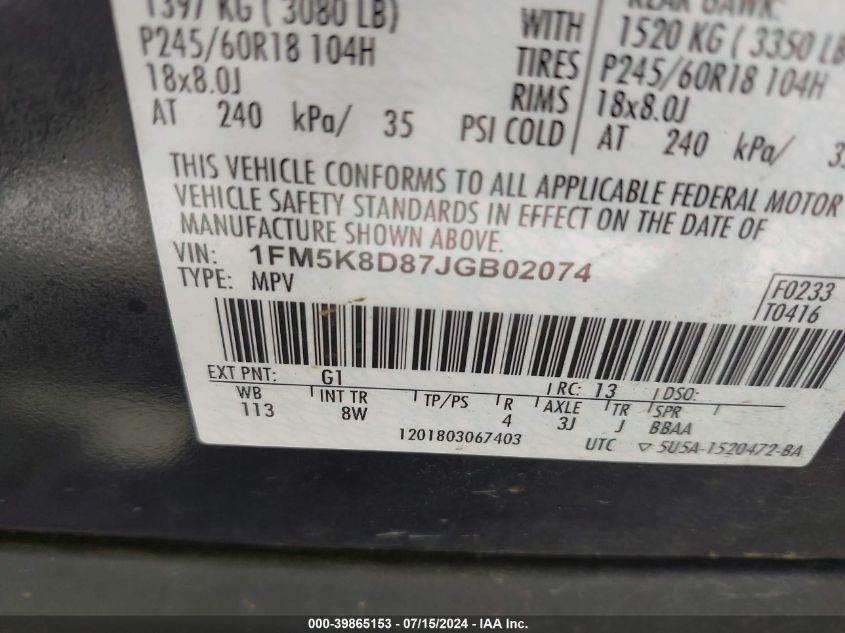 1397 KG ( 3080 LB) WITH 1520 KG ( 3350 LB
P245/60R18 104H TIRES P245/60R18 104H
18x8.0J RIMS 18x8.0J
AT 240 kPa/ 35 PSI COLD AT 240 kPa/
THIS VEHICLE CONFORMS TO ALL APPLICABLE FEDERAL MOTOR
VEHICLE SAFETY STANDARDS IN EFFECT ON THE DATE OF
MANUFACTURE SHOWN ABOVE.
VIN: 1FM5K8D87JGB02074
TYPE: MPV
F0233
T0416
EXT PNT: G1 RC: 13 DSO:
WB INT TR TP/PS R AXLE TR SPR
113 8W 4 3J J BBAA
1201803067403 UTC ▽ 5U5A-1520472-BA
000-39865153 - 07/15/2024 - IAAI.com